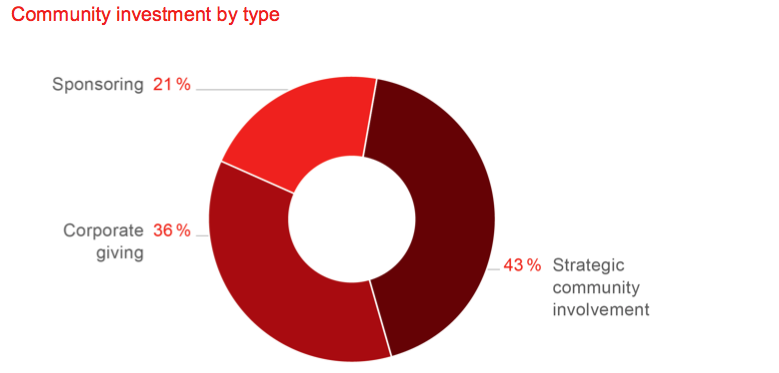 Community investment by type
Sponsoring 21 %
Corporate 36 %
giving
43 % Strategic
community
involvement